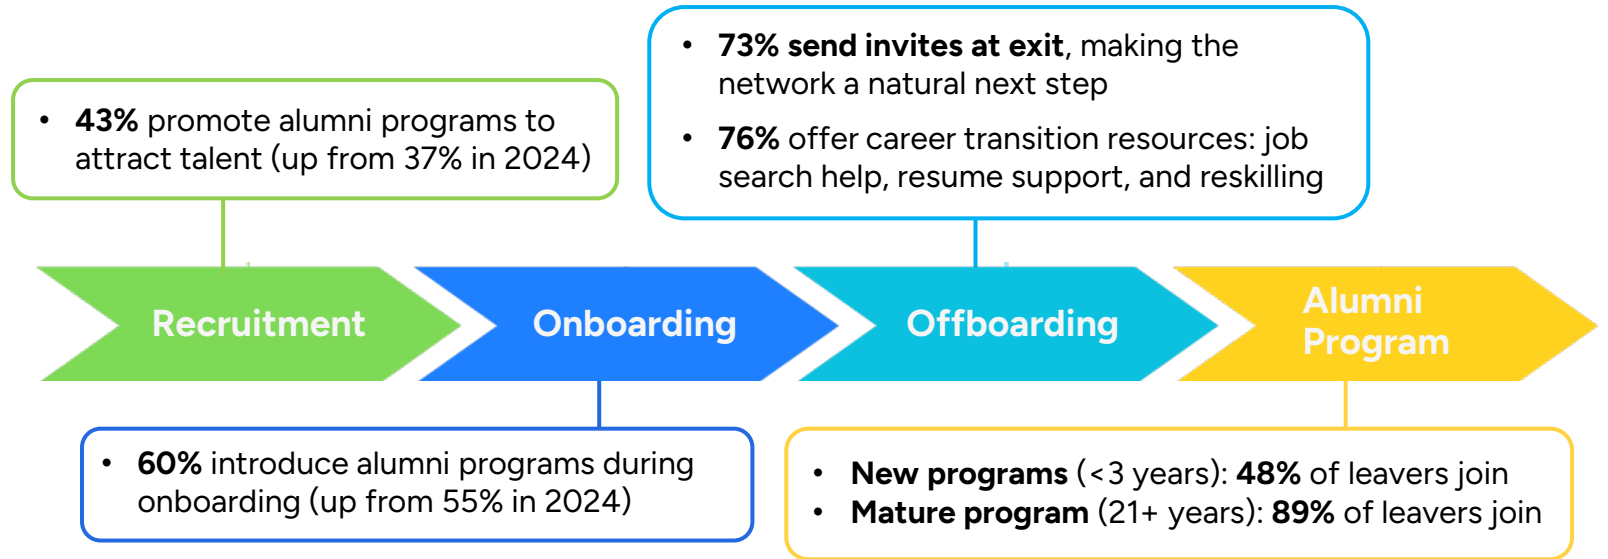 • 43% promote alumni programs to
attract talent (up from 37% in 2024)
• 73% send invites at exit, making the
network a natural next step
• 76% offer career transition resources: job
search help, resume support, and reskilling
Recruitment
Onboarding
Offboarding
Alumni
Program
• 60% introduce alumni programs during
onboarding (up from 55% in 2024)
• New programs (<3 years): 48% of leavers join
• Mature program (21+ years): 89% of leavers join